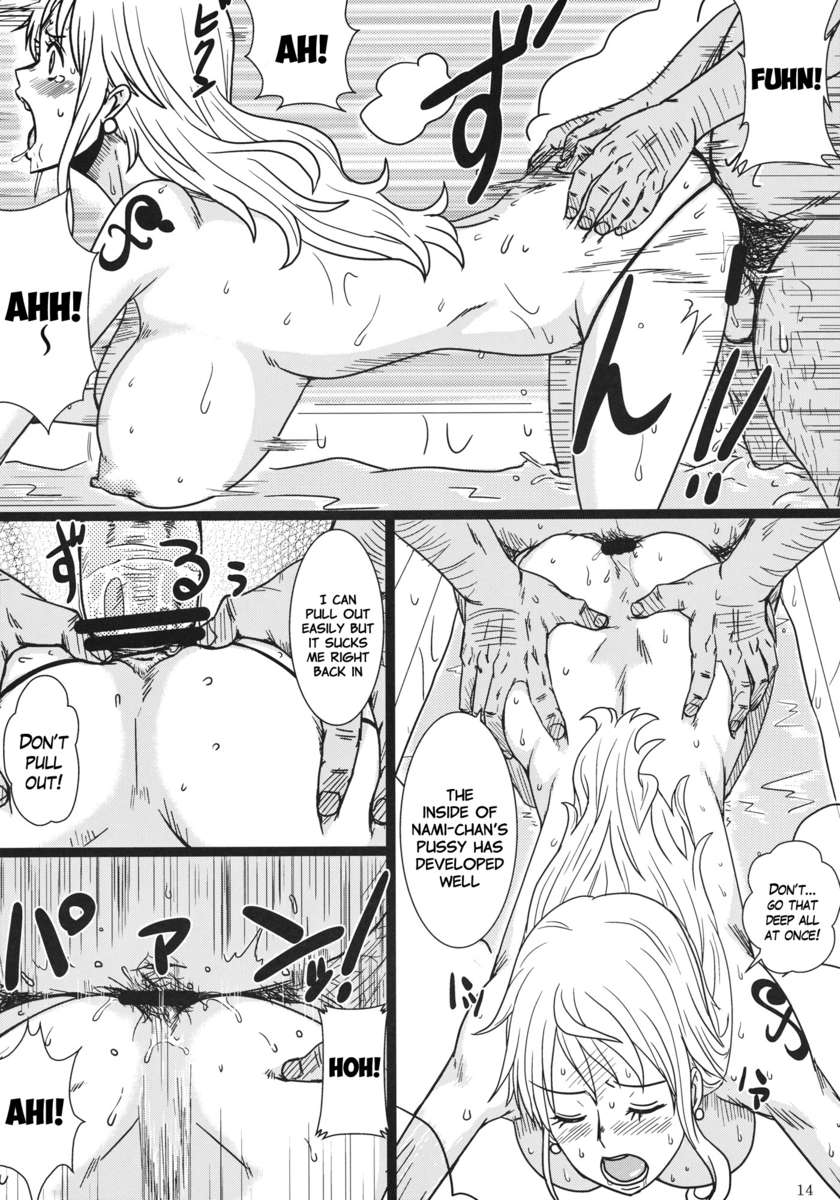 FUHN!
AH!
AHH!
ビクン
ずん!!
THE
INSIDE OF
NAMI-CHAN'S
PUSSY HAS
DEVELOPED
WELL
DON'T...
GO THAT
DEEP ALL
AT ONCE!
I CAN
PULL OUT
EASILY BUT
IT SUCKS
ME RIGHT
BACK IN
DON'T
PULL
OUT!
ずるぅ
パァンッ!
HOH!
AHI!
14